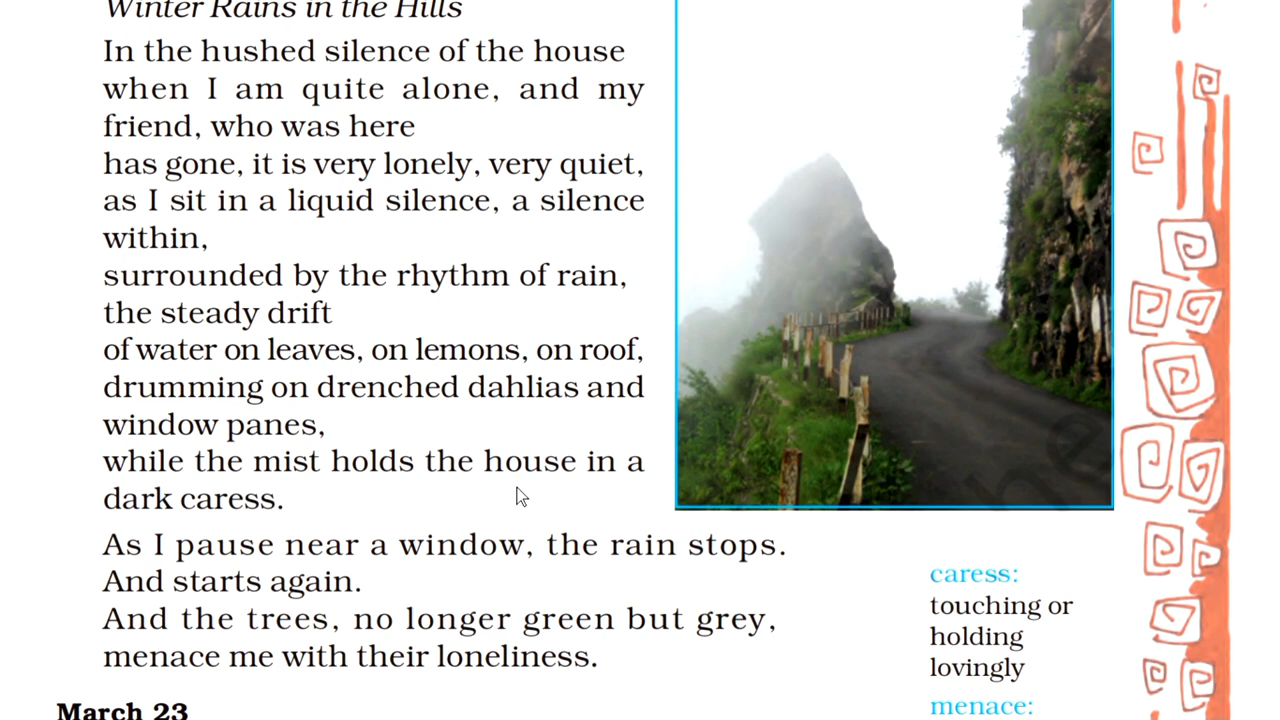 Winter Rains in the Hills
In the hushed silence of the house
when I am quite alone, and my
friend, who was here
has gone, it is very lonely, very quiet,
as I sit in a liquid silence, a silence
within,
surrounded by the rhythm of rain,
the steady drift
of water on leaves, on lemons, on roof,
drumming on drenched dahlias and
window panes,
while the mist holds the house in a
dark caress.
As I pause near a window, the rain stops.
And starts again.
And the trees, no longer green but grey,
menace me with their loneliness.
March 23
caress:
touching or
holding
lovingly
menace: